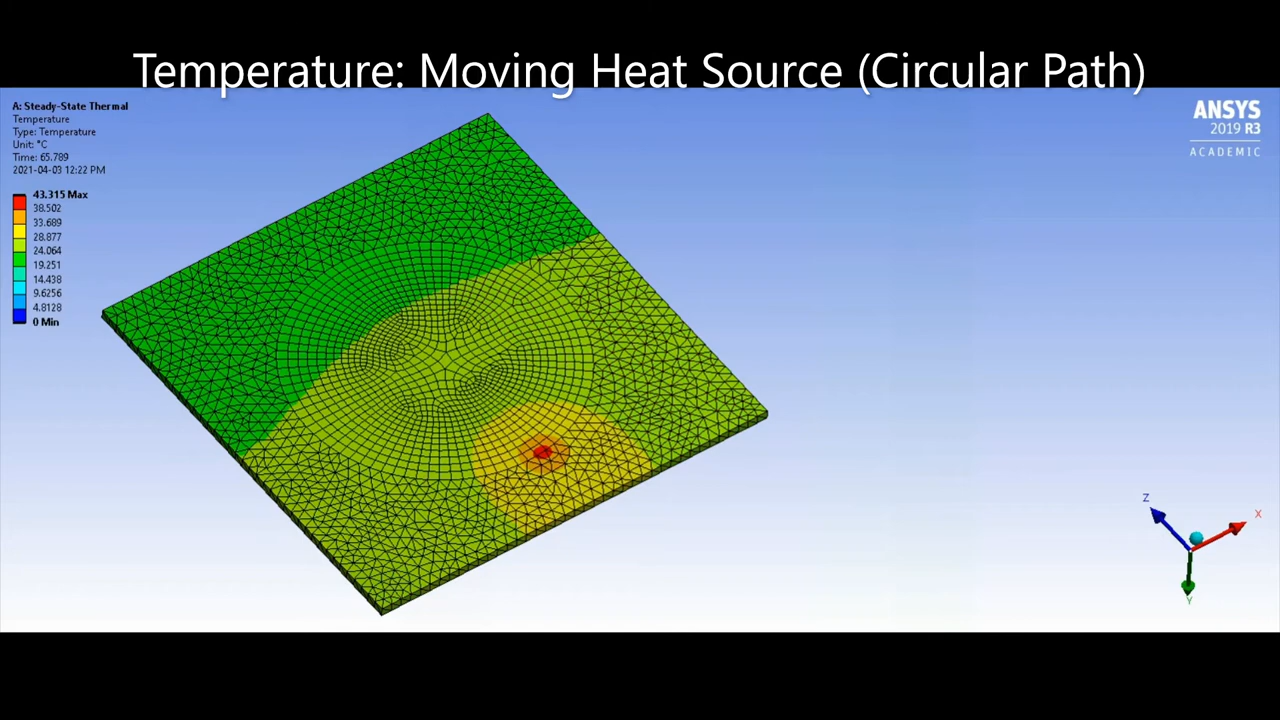 Temperature: Moving Heat Source (Circular Path)
A: Steady-State Thermal
Temperature
Type: Temperature
Unit: °C
Time: 65.789
2021-04-03 12:22 PM
43.315 Max
38.502
33.689
28.877
24.064
19.251
14.438
9.6256
4.8128
0 Min
ANSYS
2019 R3
ACADEMIC
Z
X
Y